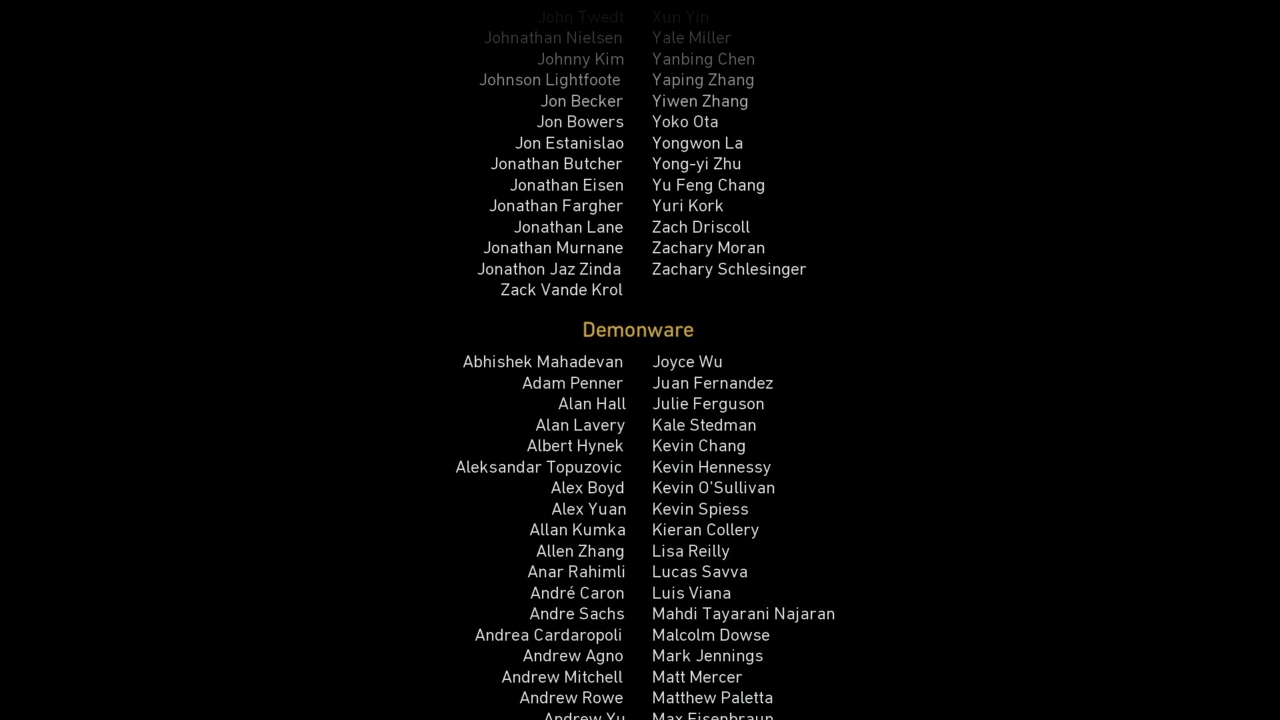 John Twedt Xun Yin
Johnathan Nielsen Yale Miller
Johnny Kim Yanbing Chen
Johnson Lightfoote Yaping Zhang
Jon Becker Yiwen Zhang
Jon Bowers Yoko Ota
Jon Estanislao Yongwon La
Jonathan Butcher Yong-yi Zhu
Jonathan Eisen Yu Feng Chang
Jonathan Fargher Yuri Kork
Jonathan Lane Zach Driscoll
Jonathan Murnane Zachary Moran
Jonathon Jaz Zinda Zachary Schlesinger
Zack Vande Krol
Demonware
Abhishek Mahadevan Joyce Wu
Adam Penner Juan Fernandez
Alan Hall Julie Ferguson
Alan Lavery Kale Stedman
Albert Hynek Kevin Chang
Aleksandar Topuzovic Kevin Hennessy
Alex Boyd Kevin O'Sullivan
Alex Yuan Kevin Spiess
Allan Kumka Kieran Collery
Allen Zhang Lisa Reilly
Anar Rahimli Lucas Savva
André Caron Luis Viana
Andre Sachs Mahdi Tayarani Najaran
Andrea Cardaropoli Malcolm Dowse
Andrew Agno Mark Jennings
Andrew Mitchell Matt Mercer
Andrew Rowe Matthew Paletta
Andrew Yu Max Eisenbraun